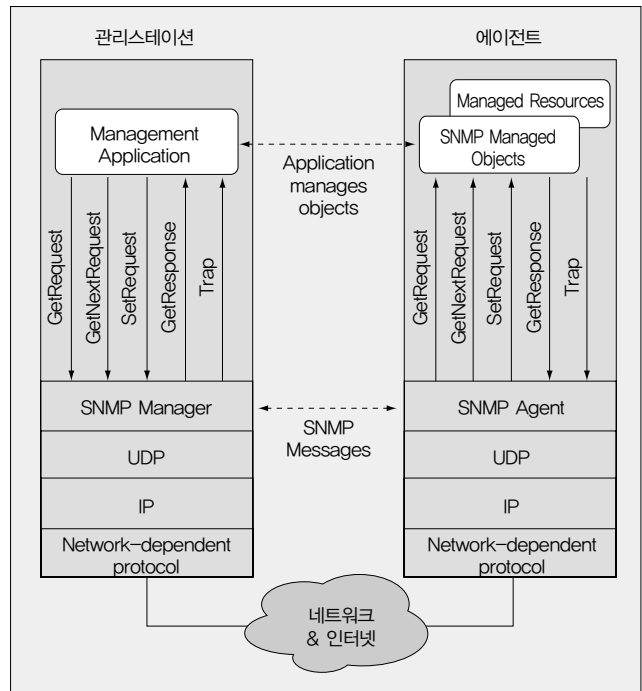 관리스테이션
에이전트
Management
Application
Managed Resources
SNMP Managed
Objects
Application
manages
objects
GetRequest
GetNextRequest
SetRequest
GetResponse
Trap
GetRequest
GetNextRequest
SetRequest
GetResponse
Trap
SNMP Manager
SNMP Agent
SNMP
Messages
UDP
UDP
IP
IP
Network-dependent
protocol
Network-dependent
protocol
네트워크
& 인터넷